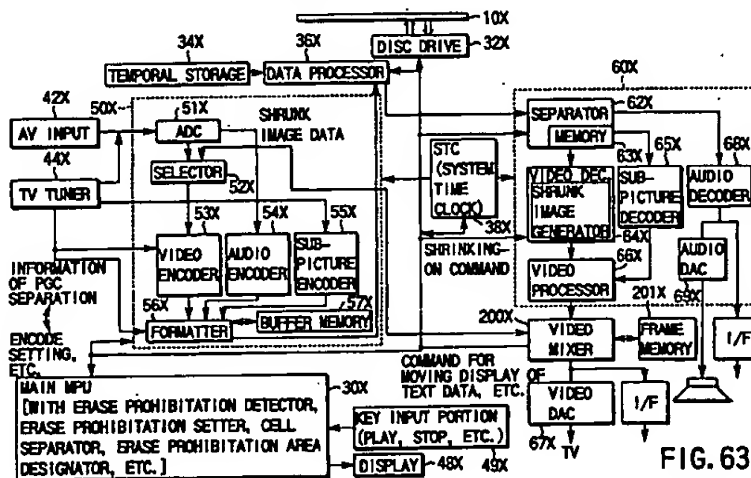 10X
34X
36X
DISC DRIVE
32X
TEMPORAL STORAGE
DATA PROCESSOR
60X
42X
50X
51X
SHRUNK
IMAGE DATA
AV INPUT
ADC
SEPARATOR
62X
MEMORY
44X
SELECTOR
52X
STC
(SYSTEM
TIME
CLOCK)
38X
VIDEO DEC.
63X
65X
68X
TV TUNER
SHRUNK
IMAGE
GENERATOR
SUB-
PICTURE
DECODER
AUDIO
DECODER
53X
54X
55X
64X
INFORMATION
OF PGC
SEPARATION
VIDEO
ENCODER
AUDIO
ENCODER
SUB-
PICTURE
ENCODER
SHRINKING-
ON COMMAND
66X
AUDIO
DAC
69X
VIDEO
PROCESSOR
56X
57X
200X
201X
FORMATTER
BUFFER MEMORY
VIDEO
MIXER
FRAME
MEMORY
I/F
ENCODE
SETTING,
ETC.
MAIN MPU
30X
COMMAND FOR
MOVING DISPLAY OF
TEXT DATA, ETC.
[WITH ERASE PROHIBITATION DETECTOR,
ERASE PROHIBITATION SETTER, CELL
SEPARATOR, ERASE PROHIBITATION AREA
DESIGNATOR, ETC.]
KEY INPUT PORTION
(PLAY, STOP, ETC.)
VIDEO
DAC
I/F
DISPLAY
48X
49X
67X
TV
FIG. 63